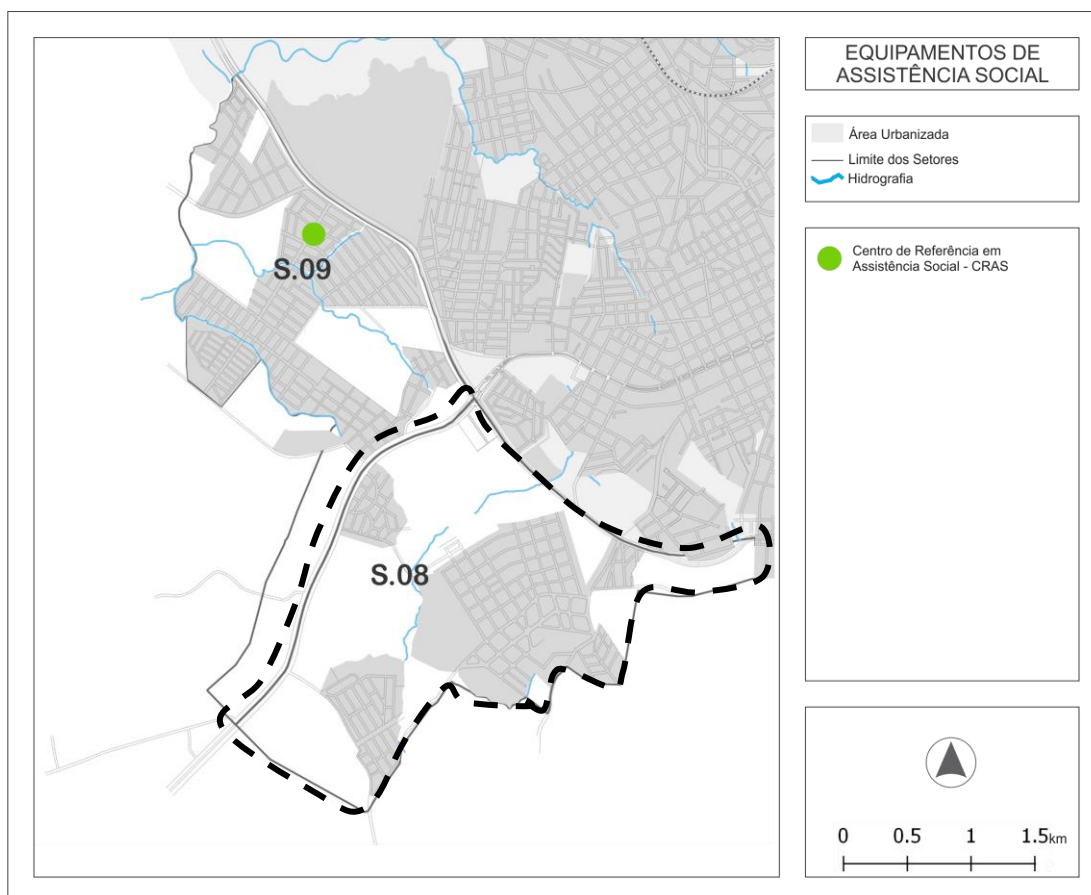 EQUIPAMENTOS DE
ASSISTÊNCIA SOCIAL
Área Urbanizada
Limite dos Setores
Hidrografia
Centro de Referência em
Assistência Social - CRAS
S.09
S.08
0 0.5 1 1.5km